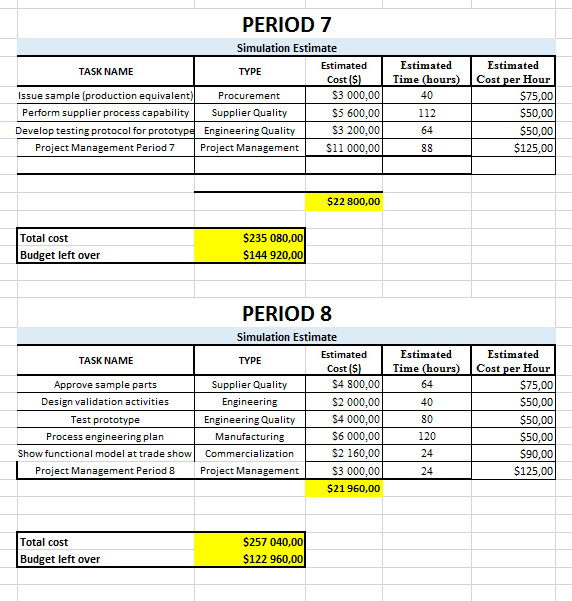 PERIOD 7
Simulation Estimate
TASK NAME TYPE Estimated Cost ($) Estimated Time (hours) Estimated Cost per Hour
Issue sample (production equivalent) Procurement $3 000,00 40 $75,00
Perform supplier process capability Supplier Quality $5 600,00 112 $50,00
Develop testing protocol for prototype Engineering Quality $3 200,00 64 $50,00
Project Management Period 7 Project Management $11 000,00 88 $125,00
$22 800,00
Total cost $235 080,00
Budget left over $144 920,00
PERIOD 8
Simulation Estimate
TASK NAME TYPE Estimated Cost ($) Estimated Time (hours) Estimated Cost per Hour
Approve sample parts Supplier Quality $4 800,00 64 $75,00
Design validation activities Engineering $2 000,00 40 $50,00
Test prototype Engineering Quality $4 000,00 80 $50,00
Process engineering plan Manufacturing $6 000,00 120 $50,00
Show functional model at trade show Commercialization $2 160,00 24 $90,00
Project Management Period 8 Project Management $3 000,00 24 $125,00
$21 960,00
Total cost $257 040,00
Budget left over $122 960,00